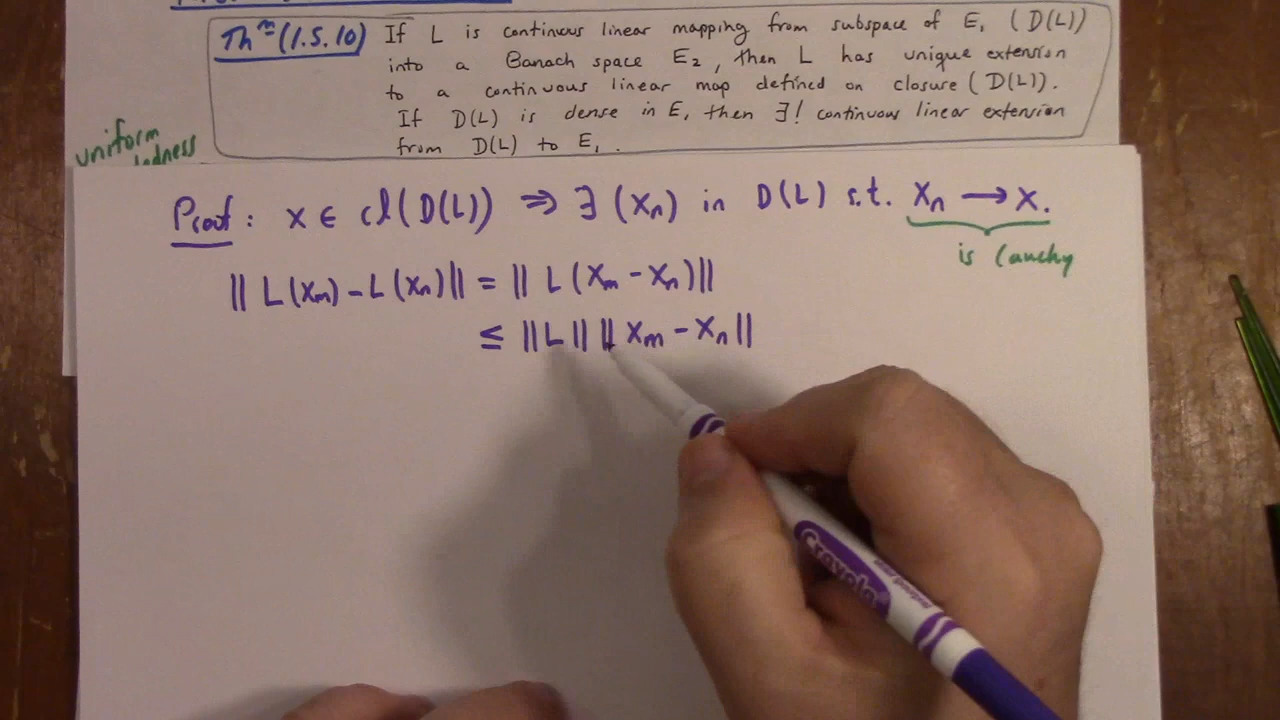 Thᵐ (1.5.10) If L is continuous linear mapping from subspace of E₁ (D(L))
into a Banach space E₂, then L has unique extension
to a continuous linear map defined on closure (D(L)).
If D(L) is dense in E, then ∃! continuous linear extension
from D(L) to E₁.
uniform
Proof: x ∈ cl(D(L)) ⇒ ∃ (xₙ) in D(L) s.t. xₙ → x.
is Cauchy
|| L(xₘ) - L(xₙ) || = || L(xₘ - xₙ) ||
≤ || L || || xₘ - xₙ ||
Crayola